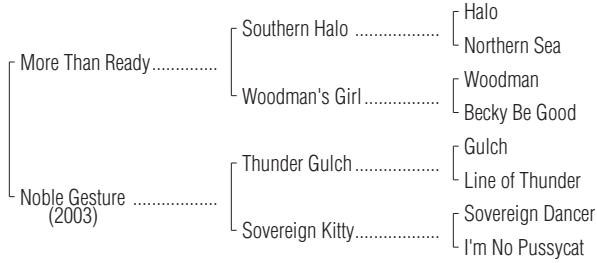 Halo
Southern Halo ..................
Northern Sea
More Than Ready..............
Woodman
Woodman's Girl................
Becky Be Good
Gulch
Thunder Gulch..................
Line of Thunder
Noble Gesture ..................
(2003)
Sovereign Dancer
Sovereign Kitty..................
I'm No Pussycat